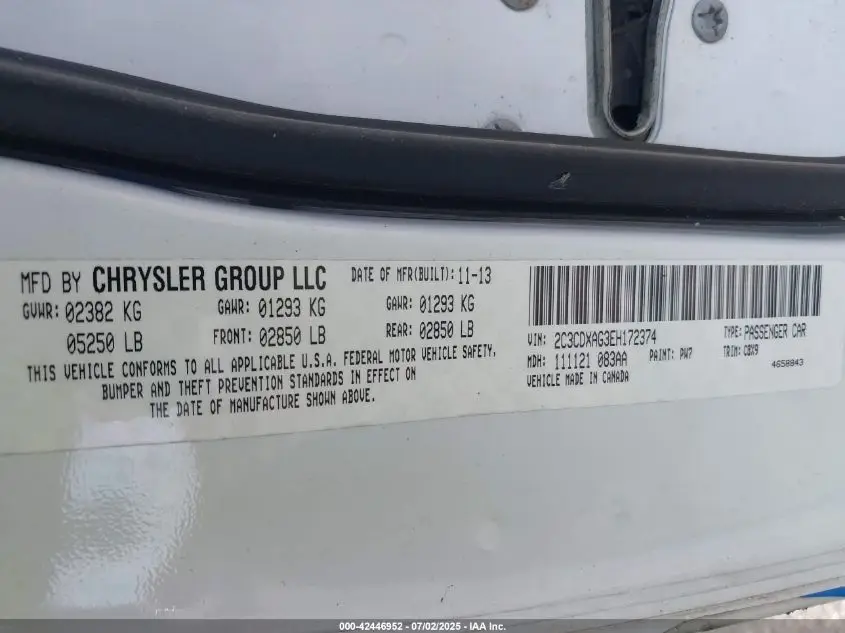 MFD BY CHRYSLER GROUP LLC DATE OF MFR(BUILT): 11-13
GVWR: 02382 KG GAWR: 01293 KG GAWR: 01293 KG
05250 LB FRONT: 02850 LB REAR: 02850 LB
THIS VEHICLE CONFORMS TO ALL APPLICABLE U.S.A. FEDERAL MOTOR VEHICLE SAFETY,
BUMPER AND THEFT PREVENTION STANDARDS IN EFFECT ON
THE DATE OF MANUFACTURE SHOWN ABOVE.
VIN: 2C3CDXAG3EH172374 TYPE: PASSENGER CAR
MDH: 111121 083AA PAINT: PW7 TRIM: CBX9
VEHICLE MADE IN CANADA 4658843
000-42446952 - 07/02/2025 - IAA Inc.